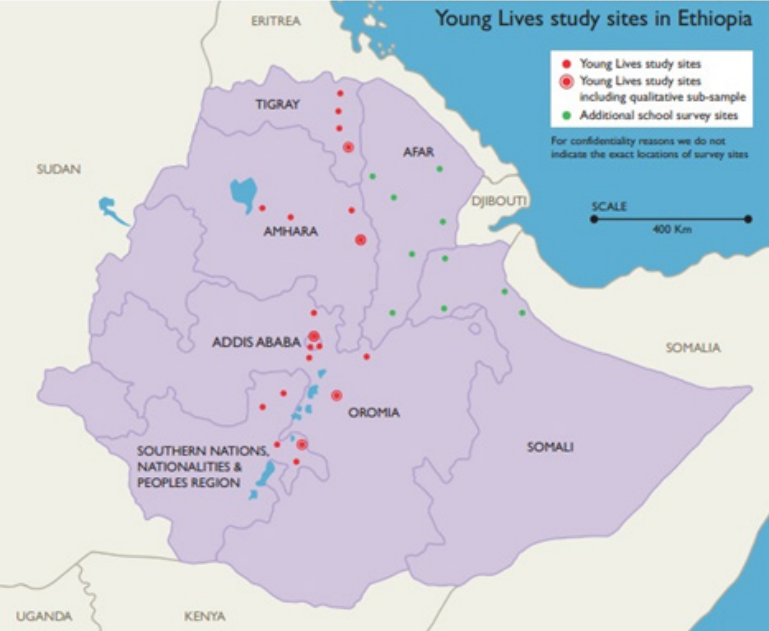 Young Lives study sites in Ethiopia
ERITREA
Young Lives study sites
Young Lives study sites
including qualitative sub-sample
Additional school survey sites
For confidentiality reasons we do not
indicate the exact locations of survey sites
TIGRAY
AFAR
SUDAN
DJIBOUTI
SCALE
400 Km
AMHARA
ADDIS ABABA
SOMALIA
OROMIA
SOUTHERN NATIONS,
NATIONALITIES &
PEOPLES REGION
SOMALI
UGANDA
KENYA